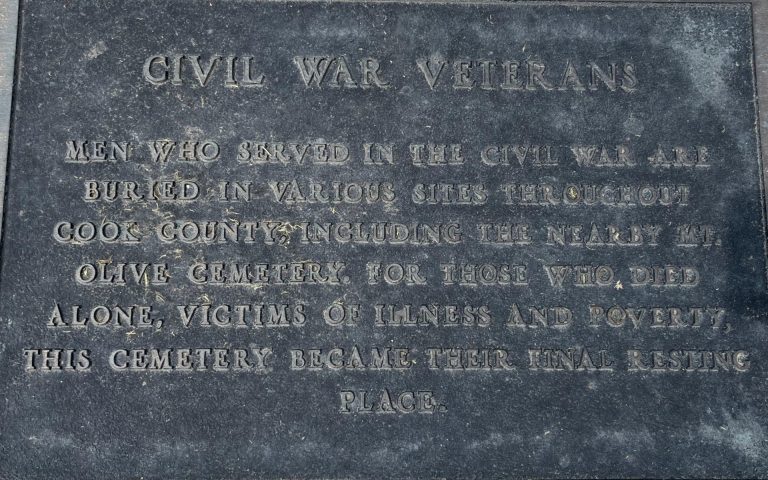 CIVIL WAR VETERANS
MEN WHO SERVED IN THE CIVIL WAR ARE
BURIED IN VARIOUS SITES THROUGHOUT
COOK COUNTY, INCLUDING THE NEARBY MT.
OLIVE CEMETERY. FOR THOSE WHO DIED
ALONE, VICTIMS OF ILLNESS AND POVERTY,
THIS CEMETERY BECAME THEIR FINAL RESTING
PLACE.